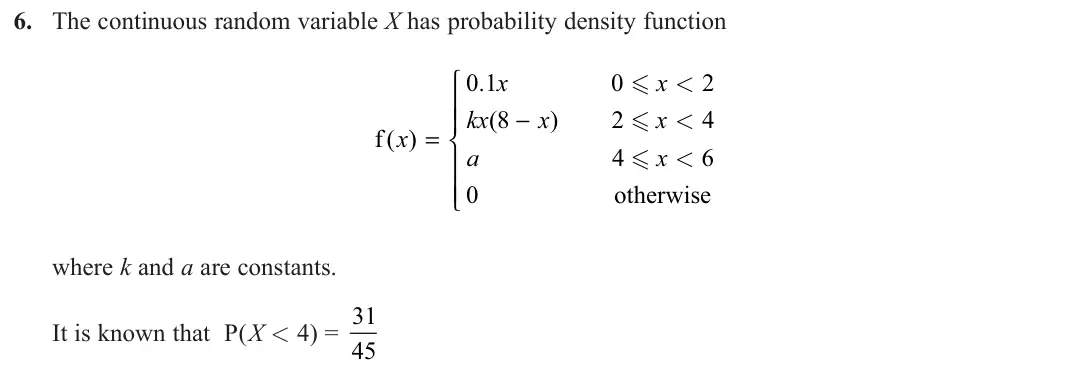 6. The continuous random variable X has probability density function
f(x) = { 0.1x 0 ⩽ x < 2
kx(8 − x) 2 ⩽ x < 4
a 4 ⩽ x < 6
0 otherwise
where k and a are constants.
It is known that P(X < 4) = 31/45